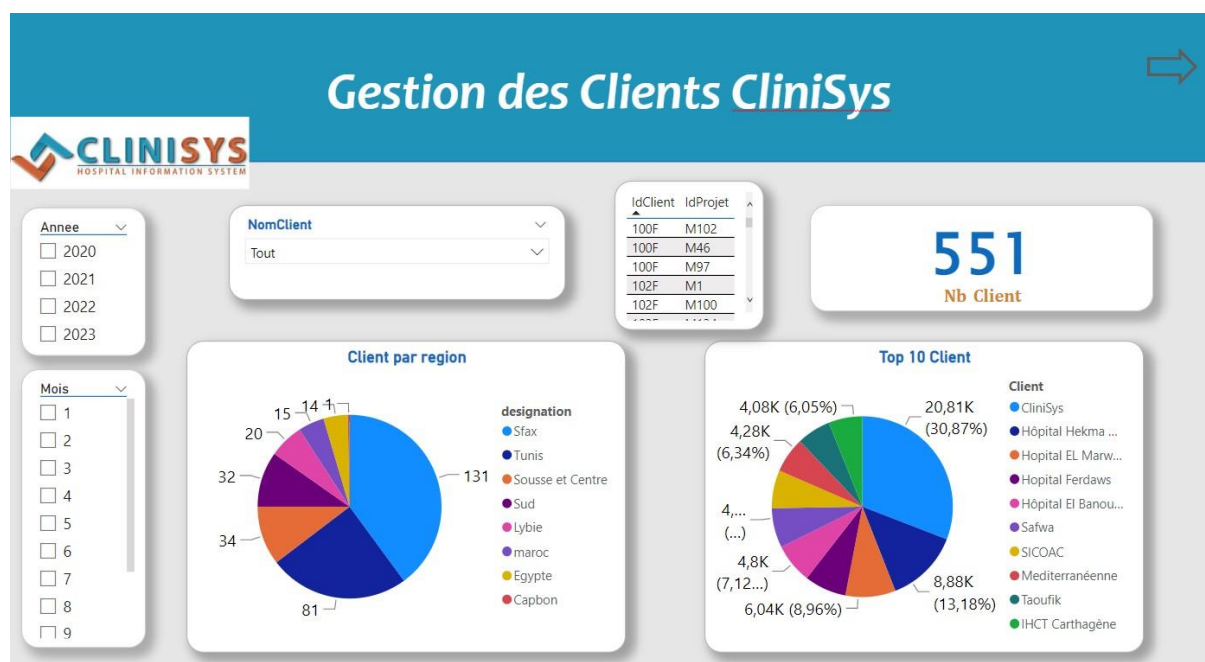 Gestion des Clients CliniSys
CLINISYS
HOSPITAL INFORMATION SYSTEM
Annee
2020
2021
2022
2023
NomClient
Tout
IdClient IdProjet
100F M102
100F M46
100F M97
102F M1
102F M100
551
Nb Client
Mois
1
2
3
4
5
6
7
8
9
Client par region
131
81
34
32
20
15
14
1
designation
Sfax
Tunis
Sousse et Centre
Sud
Lybie
maroc
Egypte
Capbon
Top 10 Client
20,81K
(30,87%)
8,88K
(13,18%)
6,04K (8,96%)
4,8K
(7,12...)
4,...
(...)
4,28K
(6,34%)
4,08K (6,05%)
Client
CliniSys
Hôpital Hekma ...
Hopital EL Marw...
Hopital Ferdaws
Hôpital El Banou...
Safwa
SICOAC
Mediterranéenne
Taoufik
IHCT Carthagène